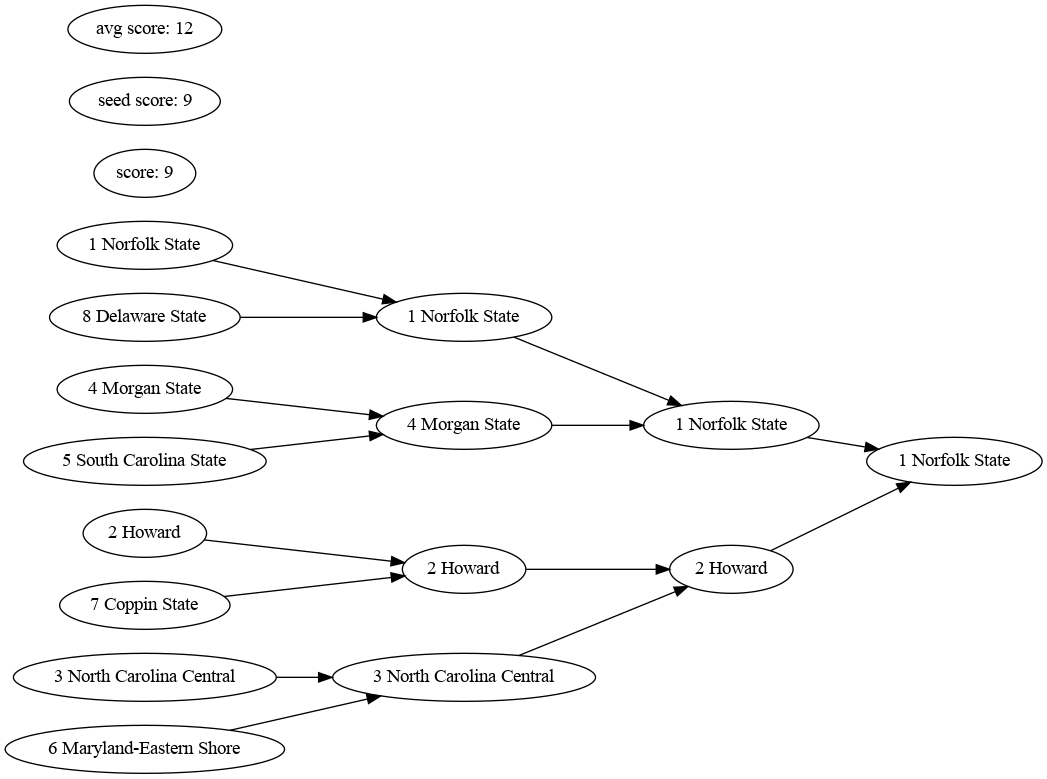 avg score: 12
seed score: 9
score: 9
1 Norfolk State
8 Delaware State
1 Norfolk State
4 Morgan State
5 South Carolina State
4 Morgan State
1 Norfolk State
1 Norfolk State
2 Howard
7 Coppin State
2 Howard
2 Howard
3 North Carolina Central
3 North Carolina Central
6 Maryland-Eastern Shore